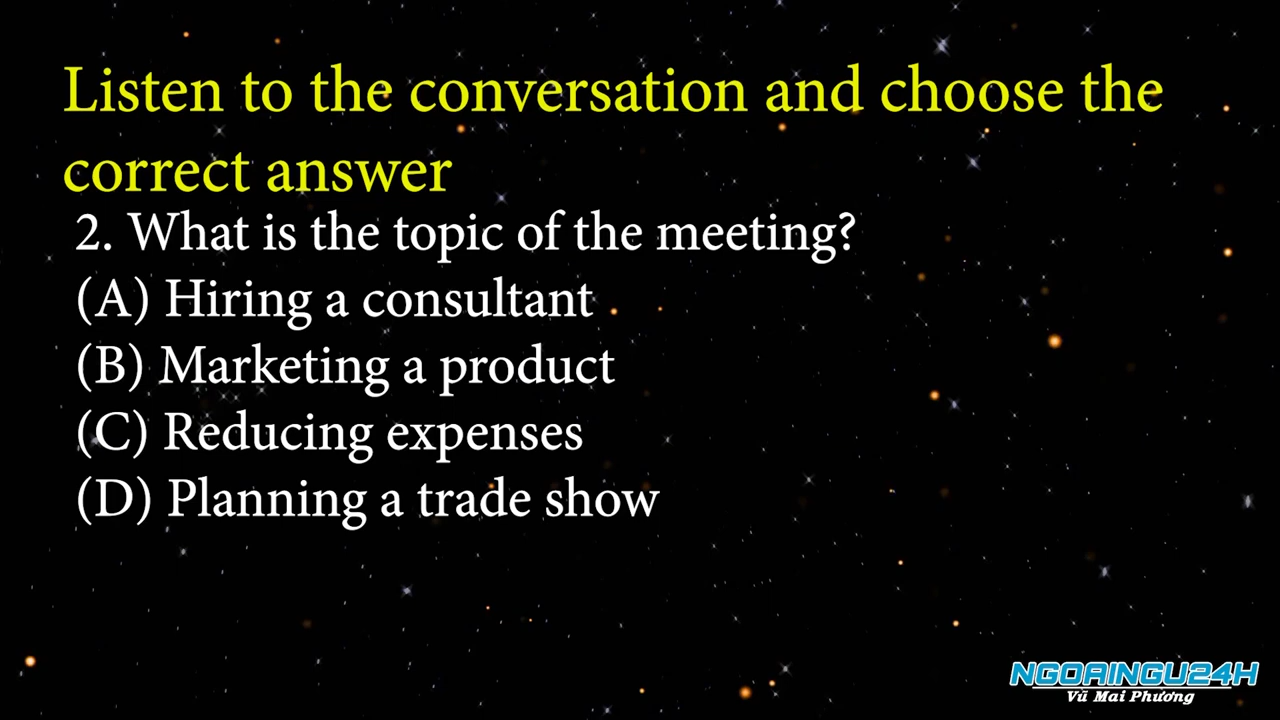 Listen to the conversation and choose the
correct answer
2. What is the topic of the meeting?
(A) Hiring a consultant
(B) Marketing a product
(C) Reducing expenses
(D) Planning a trade show
NGOAINGU24H
Vũ Mai Phương